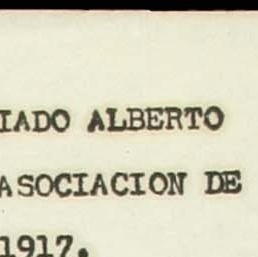 IADO ALBERTO
ASOCIACION DE
1917.